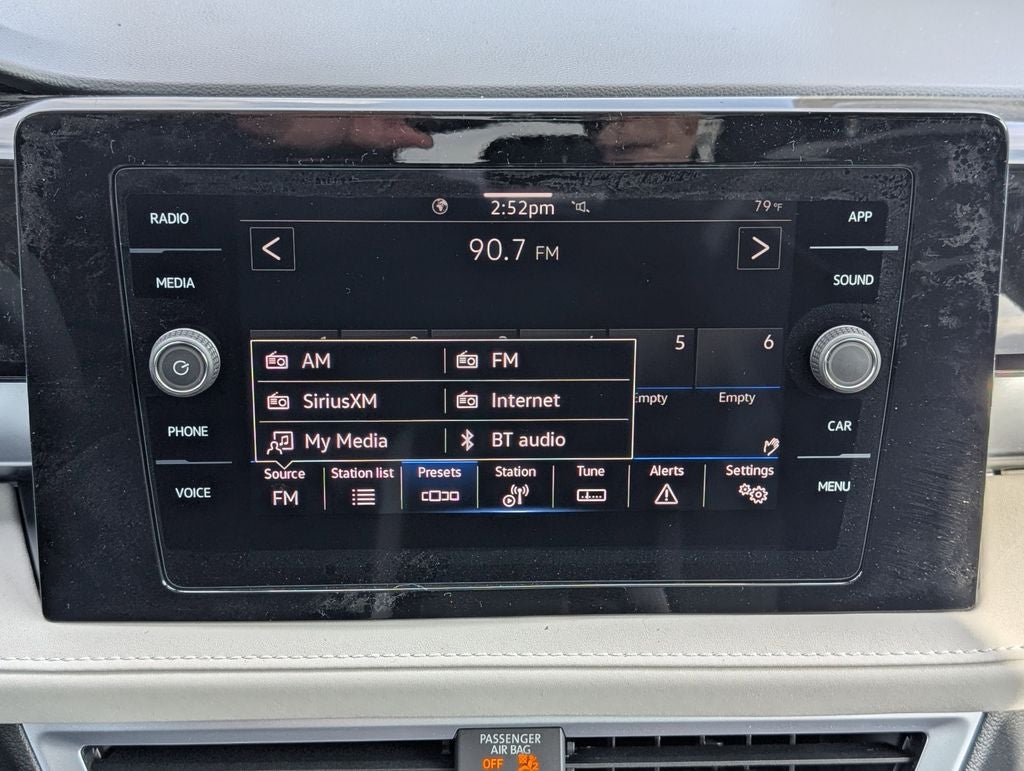 RADIO
MEDIA
PHONE
VOICE
2:52pm
79°F
90.7 FM
5 6
Empty Empty
AM FM
SiriusXM Internet
My Media BT audio
Source Station list Presets Station Tune Alerts Settings
FM
APP
SOUND
CAR
MENU
PASSENGER
AIR BAG
OFF